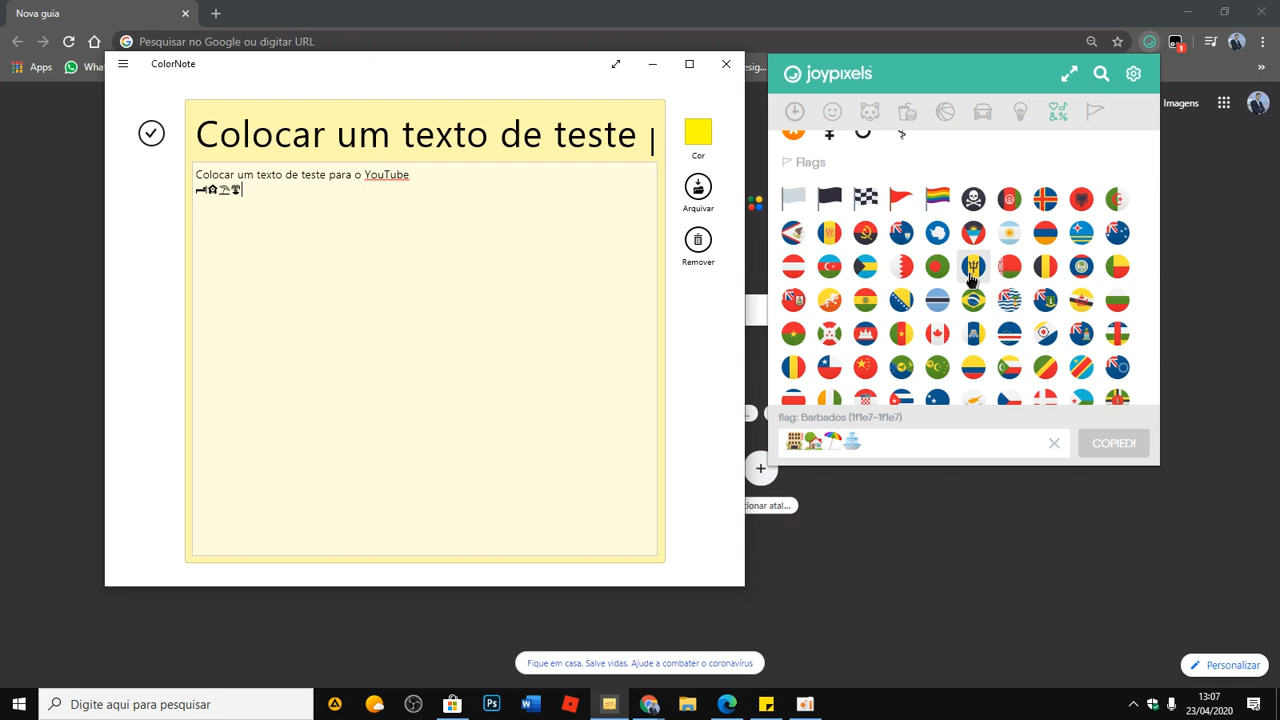 Nova guia
Pesquisar no Google ou digitar URL
Apps
ColorNote
Colocar um texto de teste
Colocar um texto de teste para o YouTube
Cor
Arquivar
Remover
joypixels
Imagens
Flags
flag: Barbados (1f1e7-1f1e7)
COPIED!
Fique em casa. Salve vidas. Ajude a combater o coronavírus
Personalizar
Digite aqui para pesquisar
13:07
23/04/2020